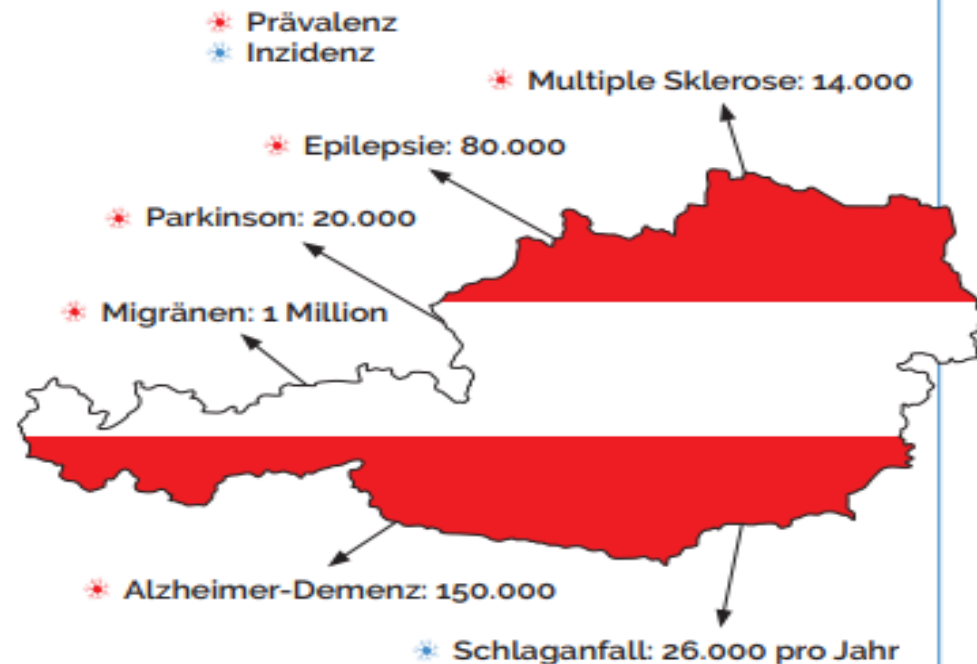 Prävalenz
Inzidenz
Multiple Sklerose: 14.000
Epilepsie: 80.000
Parkinson: 20.000
Migränen: 1 Million
Alzheimer-Demenz: 150.000
Schlaganfall: 26.000 pro Jahr